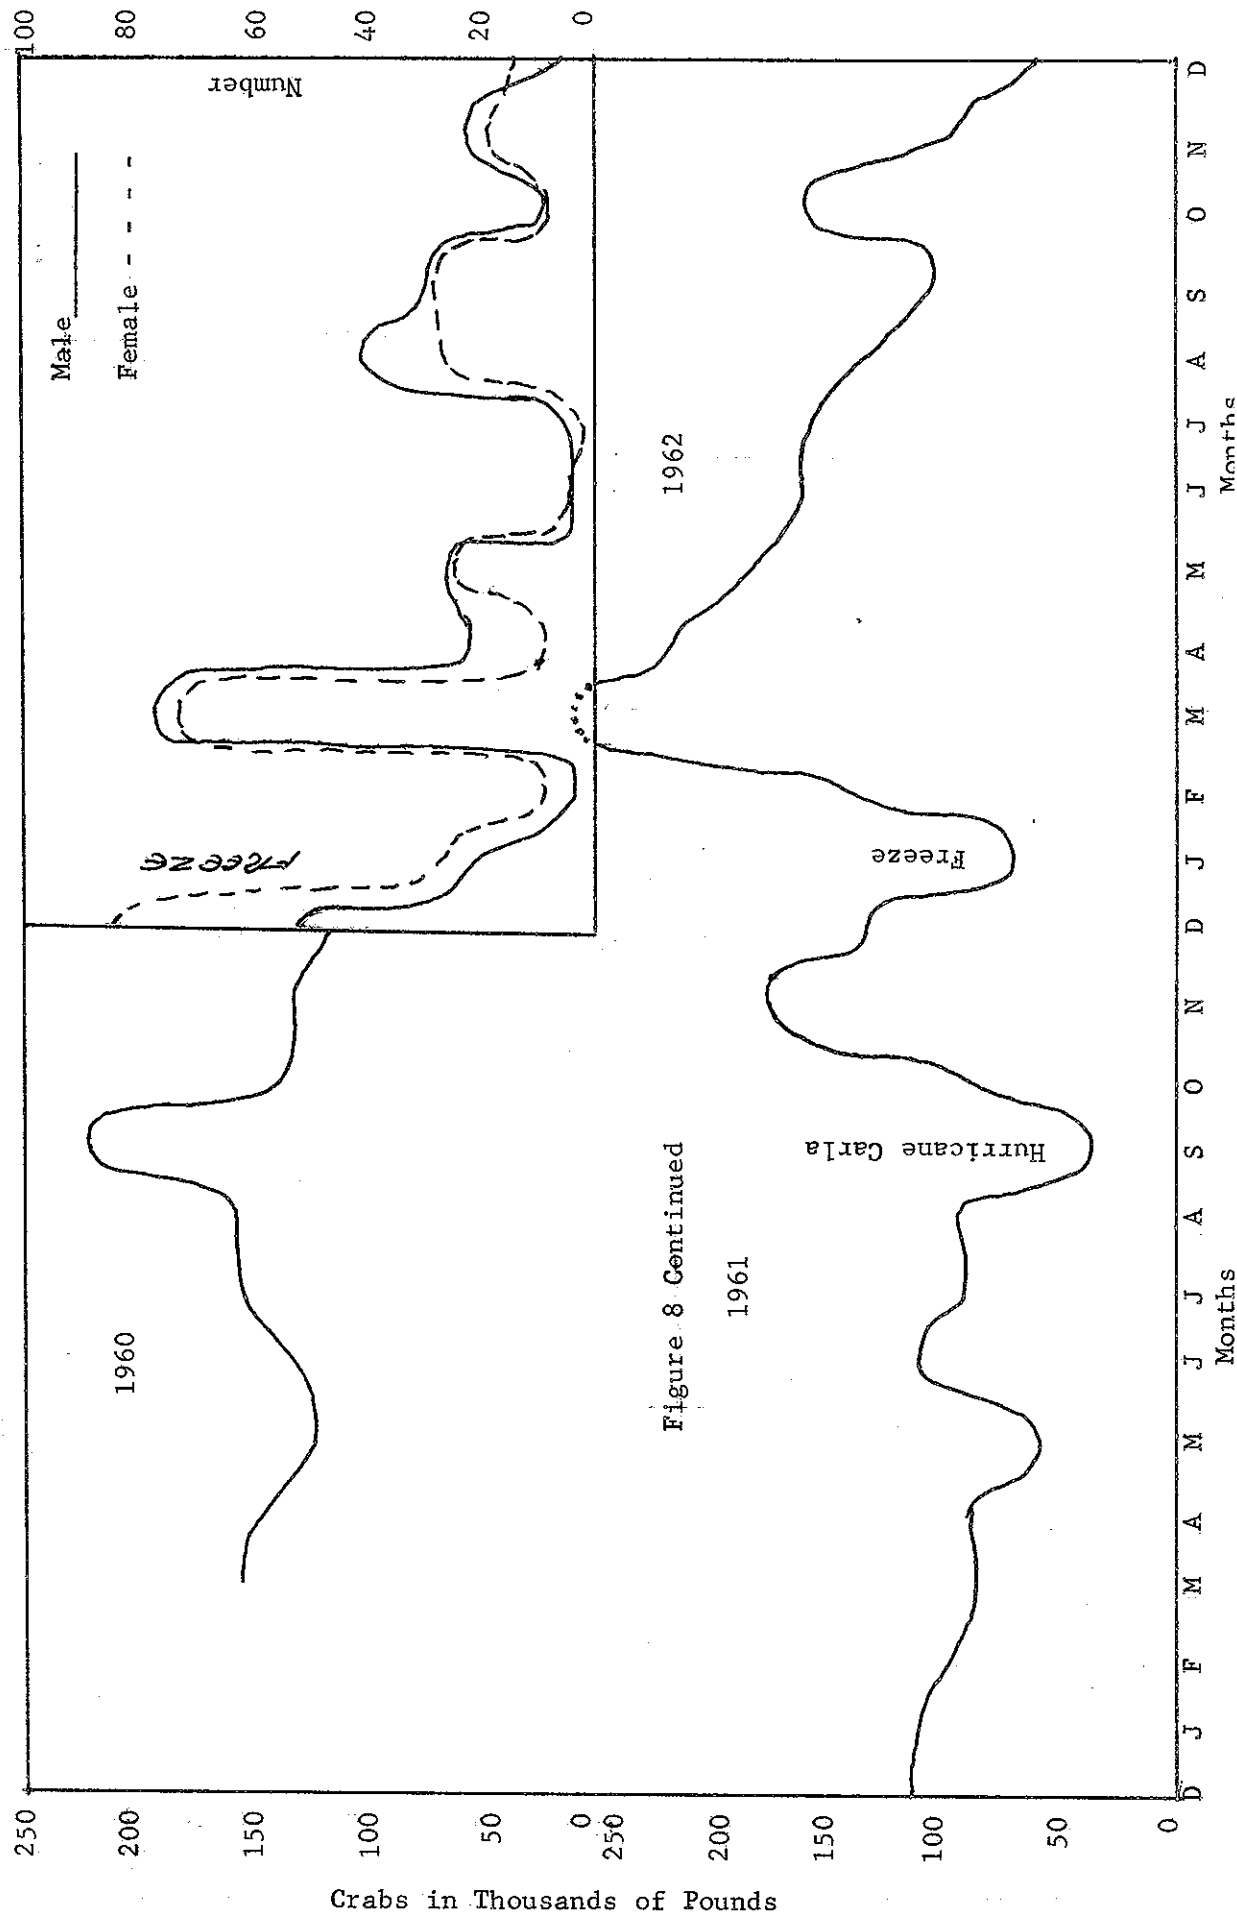 100
80
60
40
20
0
Number
Male
Female
Freeze
1960
250
200
150
100
50
0
Crabs in Thousands of Pounds
Figure 8 Continued
1961
1962
Hurricane Carla
Freeze
250
200
150
100
50
0
D J F M A M J J A S O N D J F M A M J J A S O N D
Months
Months